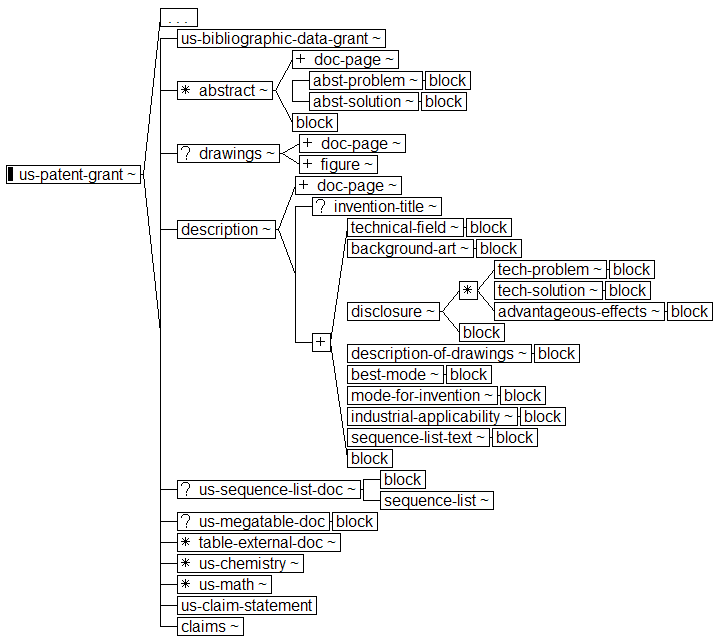 ...
us-bibliographic-data-grant ~
+ doc-page ~
* abstract ~
abst-problem ~ block
abst-solution ~ block
block
? drawings ~
+ doc-page ~
+ figure ~
us-patent-grant ~
+ doc-page ~
? invention-title ~
description ~
technical-field ~ block
background-art ~ block
tech-problem ~ block
*
tech-solution ~ block
disclosure ~
advantageous-effects ~ block
block
+
description-of-drawings ~ block
best-mode ~ block
mode-for-invention ~ block
industrial-applicability ~ block
sequence-list-text ~ block
block
? us-sequence-list-doc ~
block
sequence-list ~
? us-megatable-doc block
* table-external-doc ~
* us-chemistry ~
* us-math ~
us-claim-statement
claims ~